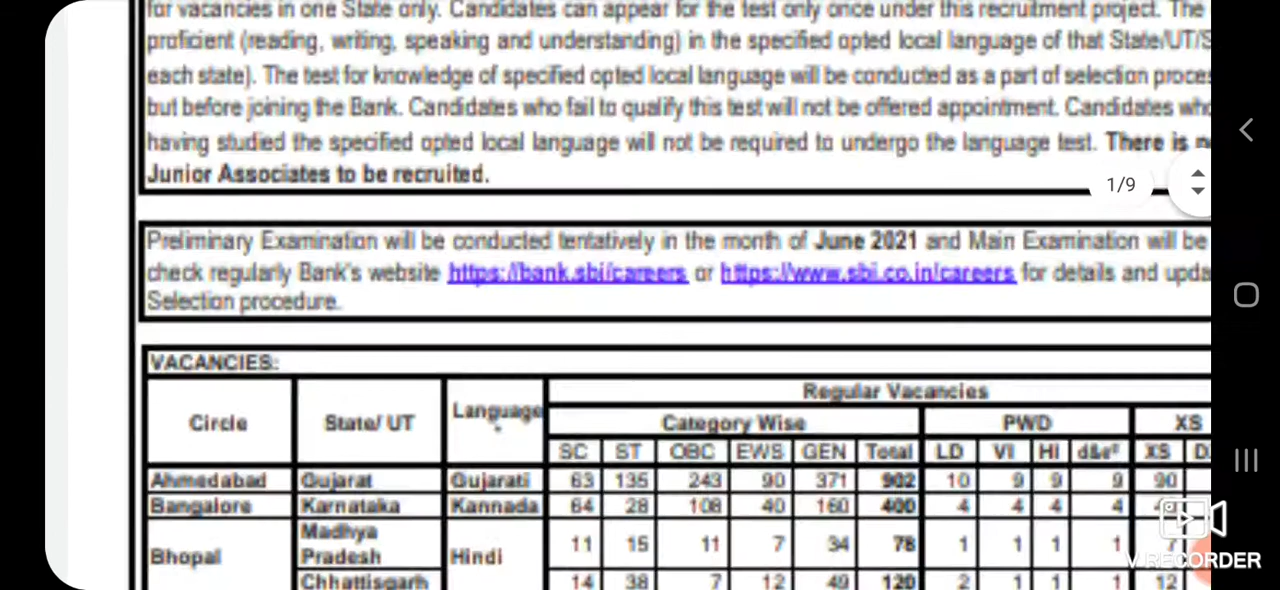 for vacancies in one State only. Candidates can appear for the test only once under this recruitment project. The
proficient (reading, writing, speaking and understanding) in the specified opted local language of that State/UT/S
each state). The test for knowledge of specified opted local language will be conducted as a part of selection proces
but before joining the Bank. Candidates who fail to qualify this test will not be offered appointment. Candidates who
having studied the specified opted local language will not be required to undergo the language test. There is n
Junior Associates to be recruited.
1/9
Preliminary Examination will be conducted tentatively in the month of June 2021 and Main Examination will be
check regularly Bank's website https://bank.sbi/careers or https://www.sbi.co.in/careers for details and upda
Selection procedure.
VACANCIES:
Circle State/ UT Language Regular Vacancies
Category Wise PWD XS
SC ST OBC EWS GEN Total LD VI HI d&e* XS D
Ahmedabad Gujarat Gujarati 63 135 243 90 371 902 10 9 9 9 90
Bangalore Karnataka Kannada 64 28 108 40 160 400 4 4 4 4
Bhopal Madhya Pradesh Hindi 11 15 11 7 34 78 1 1 1 1 7
Chhattisgarh 14 38 7 12 49 120 2 1 1 1 12
V RECORDER